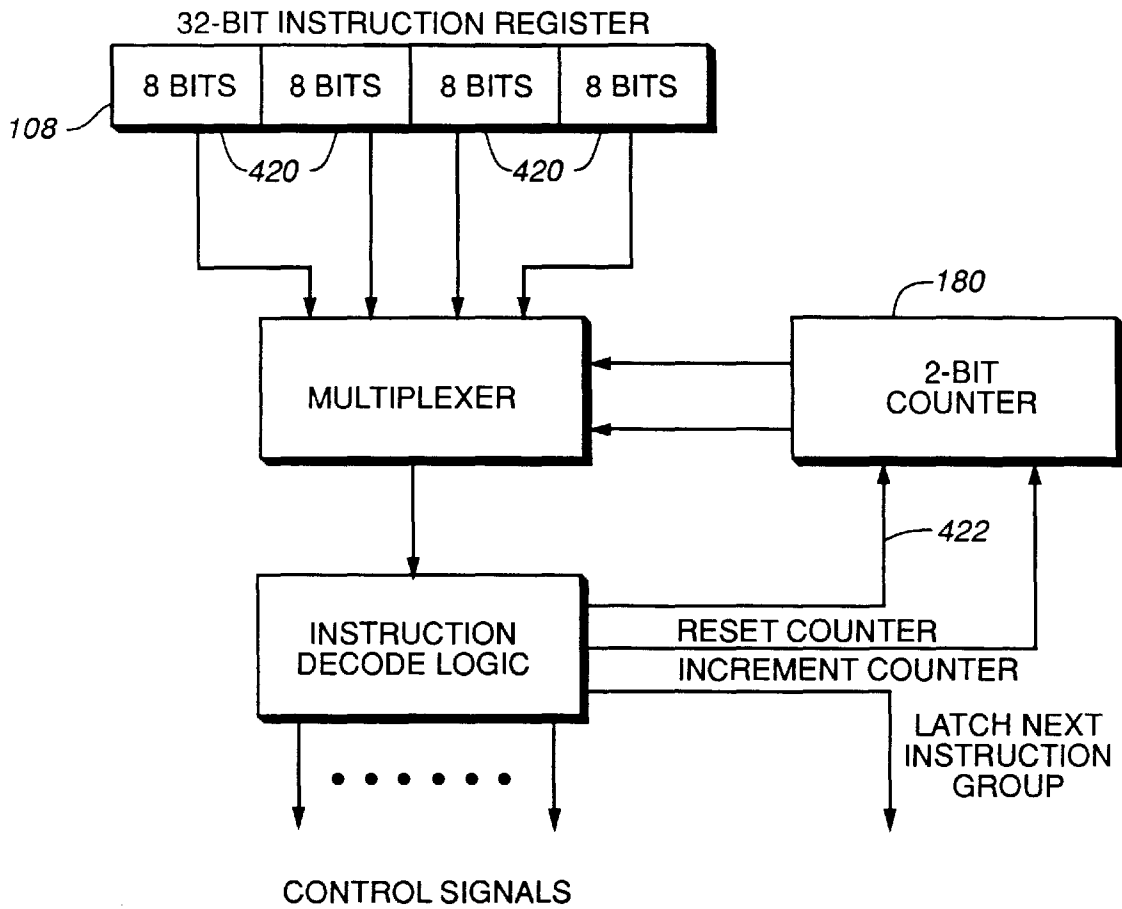 32-BIT INSTRUCTION REGISTER
8 BITS 8 BITS 8 BITS 8 BITS
108
420 420
180
MULTIPLEXER
2-BIT
COUNTER
422
INSTRUCTION
DECODE LOGIC
RESET COUNTER
INCREMENT COUNTER
LATCH NEXT
INSTRUCTION
GROUP
CONTROL SIGNALS